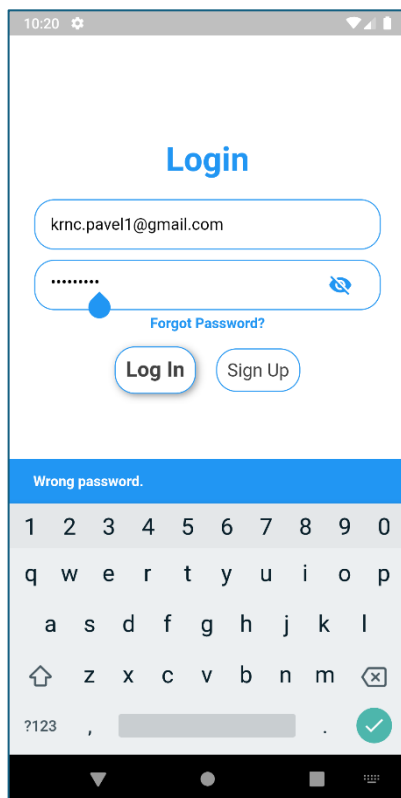 10:20
Login
krnc.pavel1@gmail.com
•••••••••
Forgot Password?
Log In
Sign Up
Wrong password.
1 2 3 4 5 6 7 8 9 0
q w e r t y u i o p
a s d f g h j k l
z x c v b n m
?123 , .